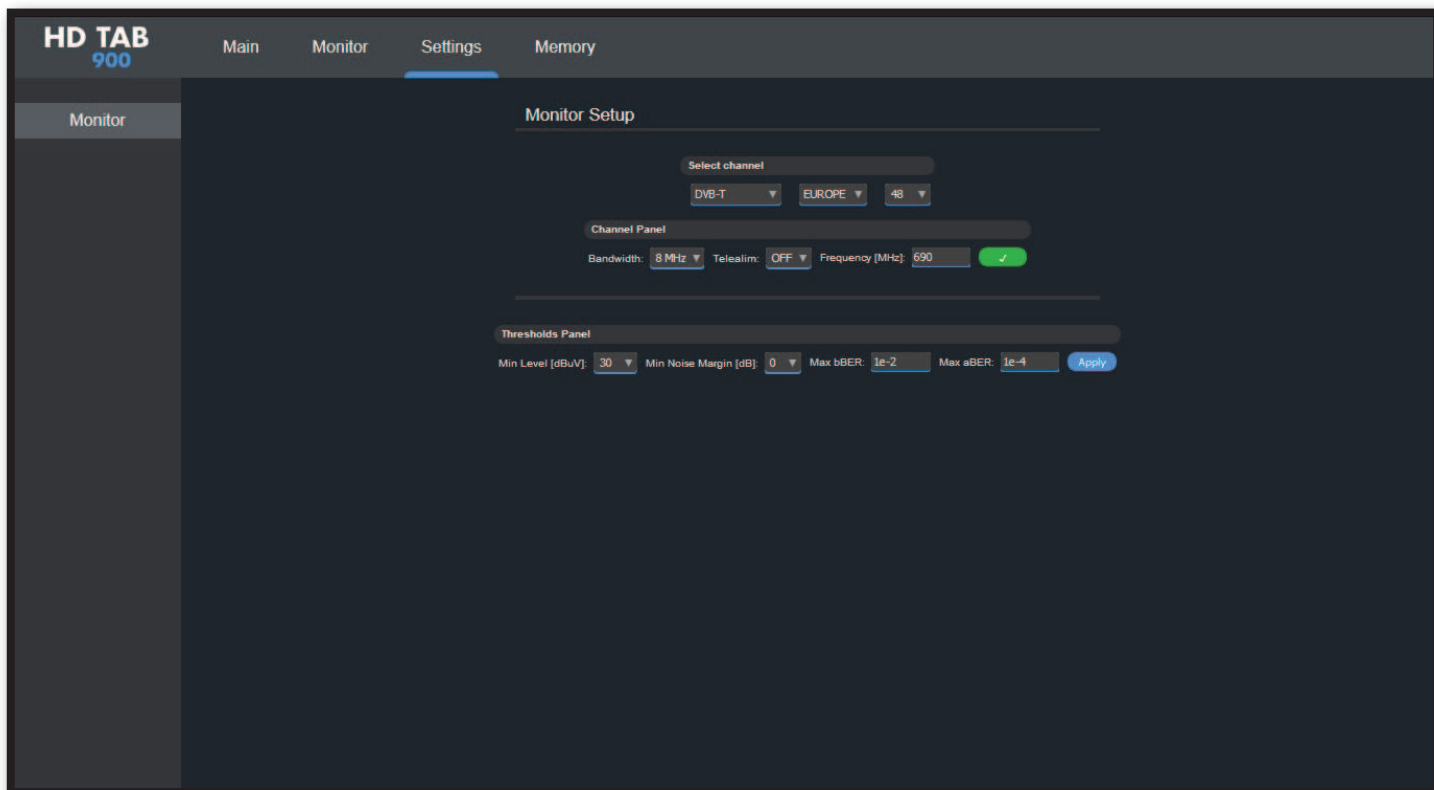 HD TAB
900
Main Monitor Settings Memory
Monitor
Monitor Setup
Select channel
DVB-T EUROPE 48
Channel Panel
Bandwidth: 8 MHz Telealim: OFF Frequency [MHz]: 690
Thresholds Panel
Min Level [dBuV]: 30 Min Noise Margin [dB]: 0 Max bBER: 1e-2 Max aBER: 1e-4 Apply